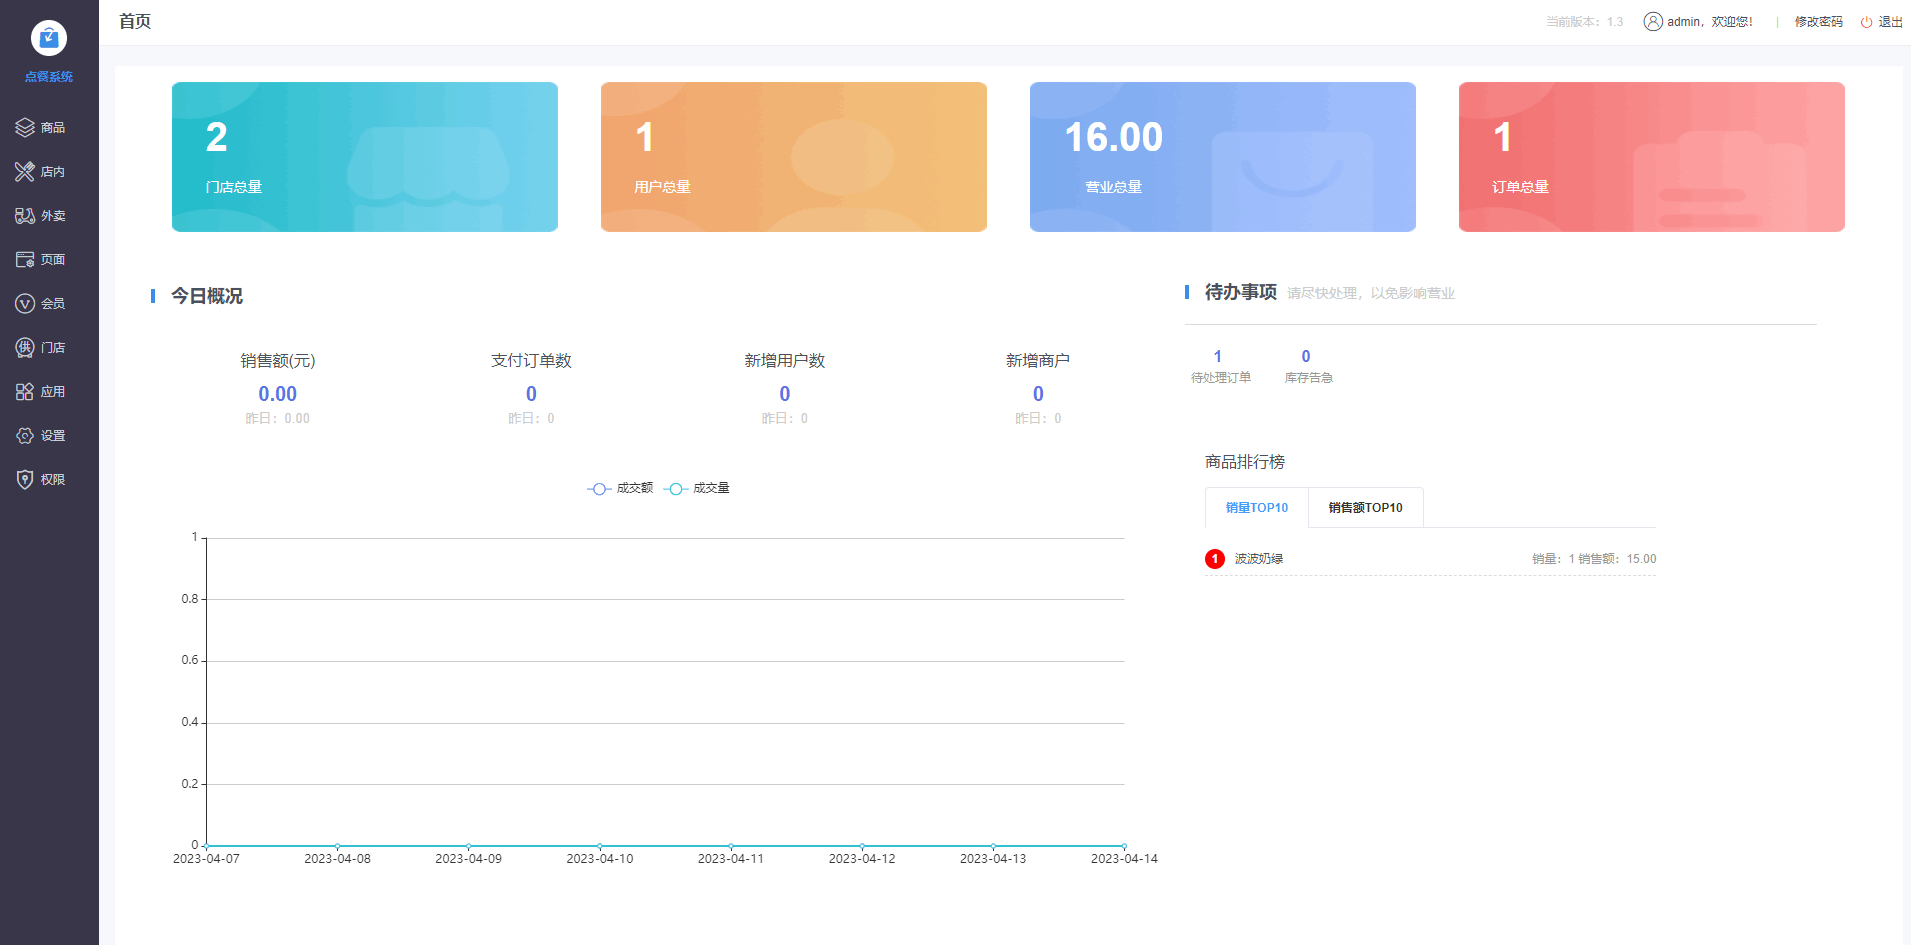 点餐系统
商品
店内
外卖
页面
会员
供 门店
应用
设置
权限
首页
当前版本：1.3 admin，欢迎您！ | 修改密码 退出
2
门店总量
1
用户总量
16.00
营业总量
1
订单总量
今日概况
销售额(元) 支付订单数 新增用户数 新增商户
0.00 0 0 0
昨日：0.00 昨日：0 昨日：0 昨日：0
成交额 成交量
1
0.8
0.6
0.4
0.2
0
2023-04-07 2023-04-08 2023-04-09 2023-04-10 2023-04-11 2023-04-12 2023-04-13 2023-04-14
待办事项 请尽快处理，以免影响营业
1 0
待处理订单 库存告急
商品排行榜
销量TOP10 销售额TOP10
1 波波奶绿 销量：1 销售额：15.00